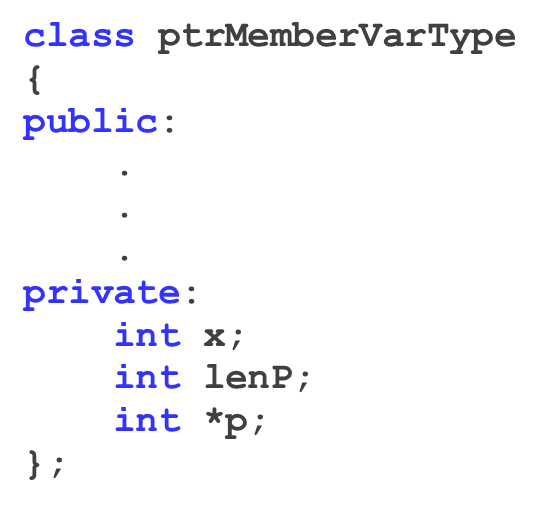 class ptrMemberVarType
{
public:
    .
    .
    .
private:
    int x;
    int lenP;
    int *p;
};